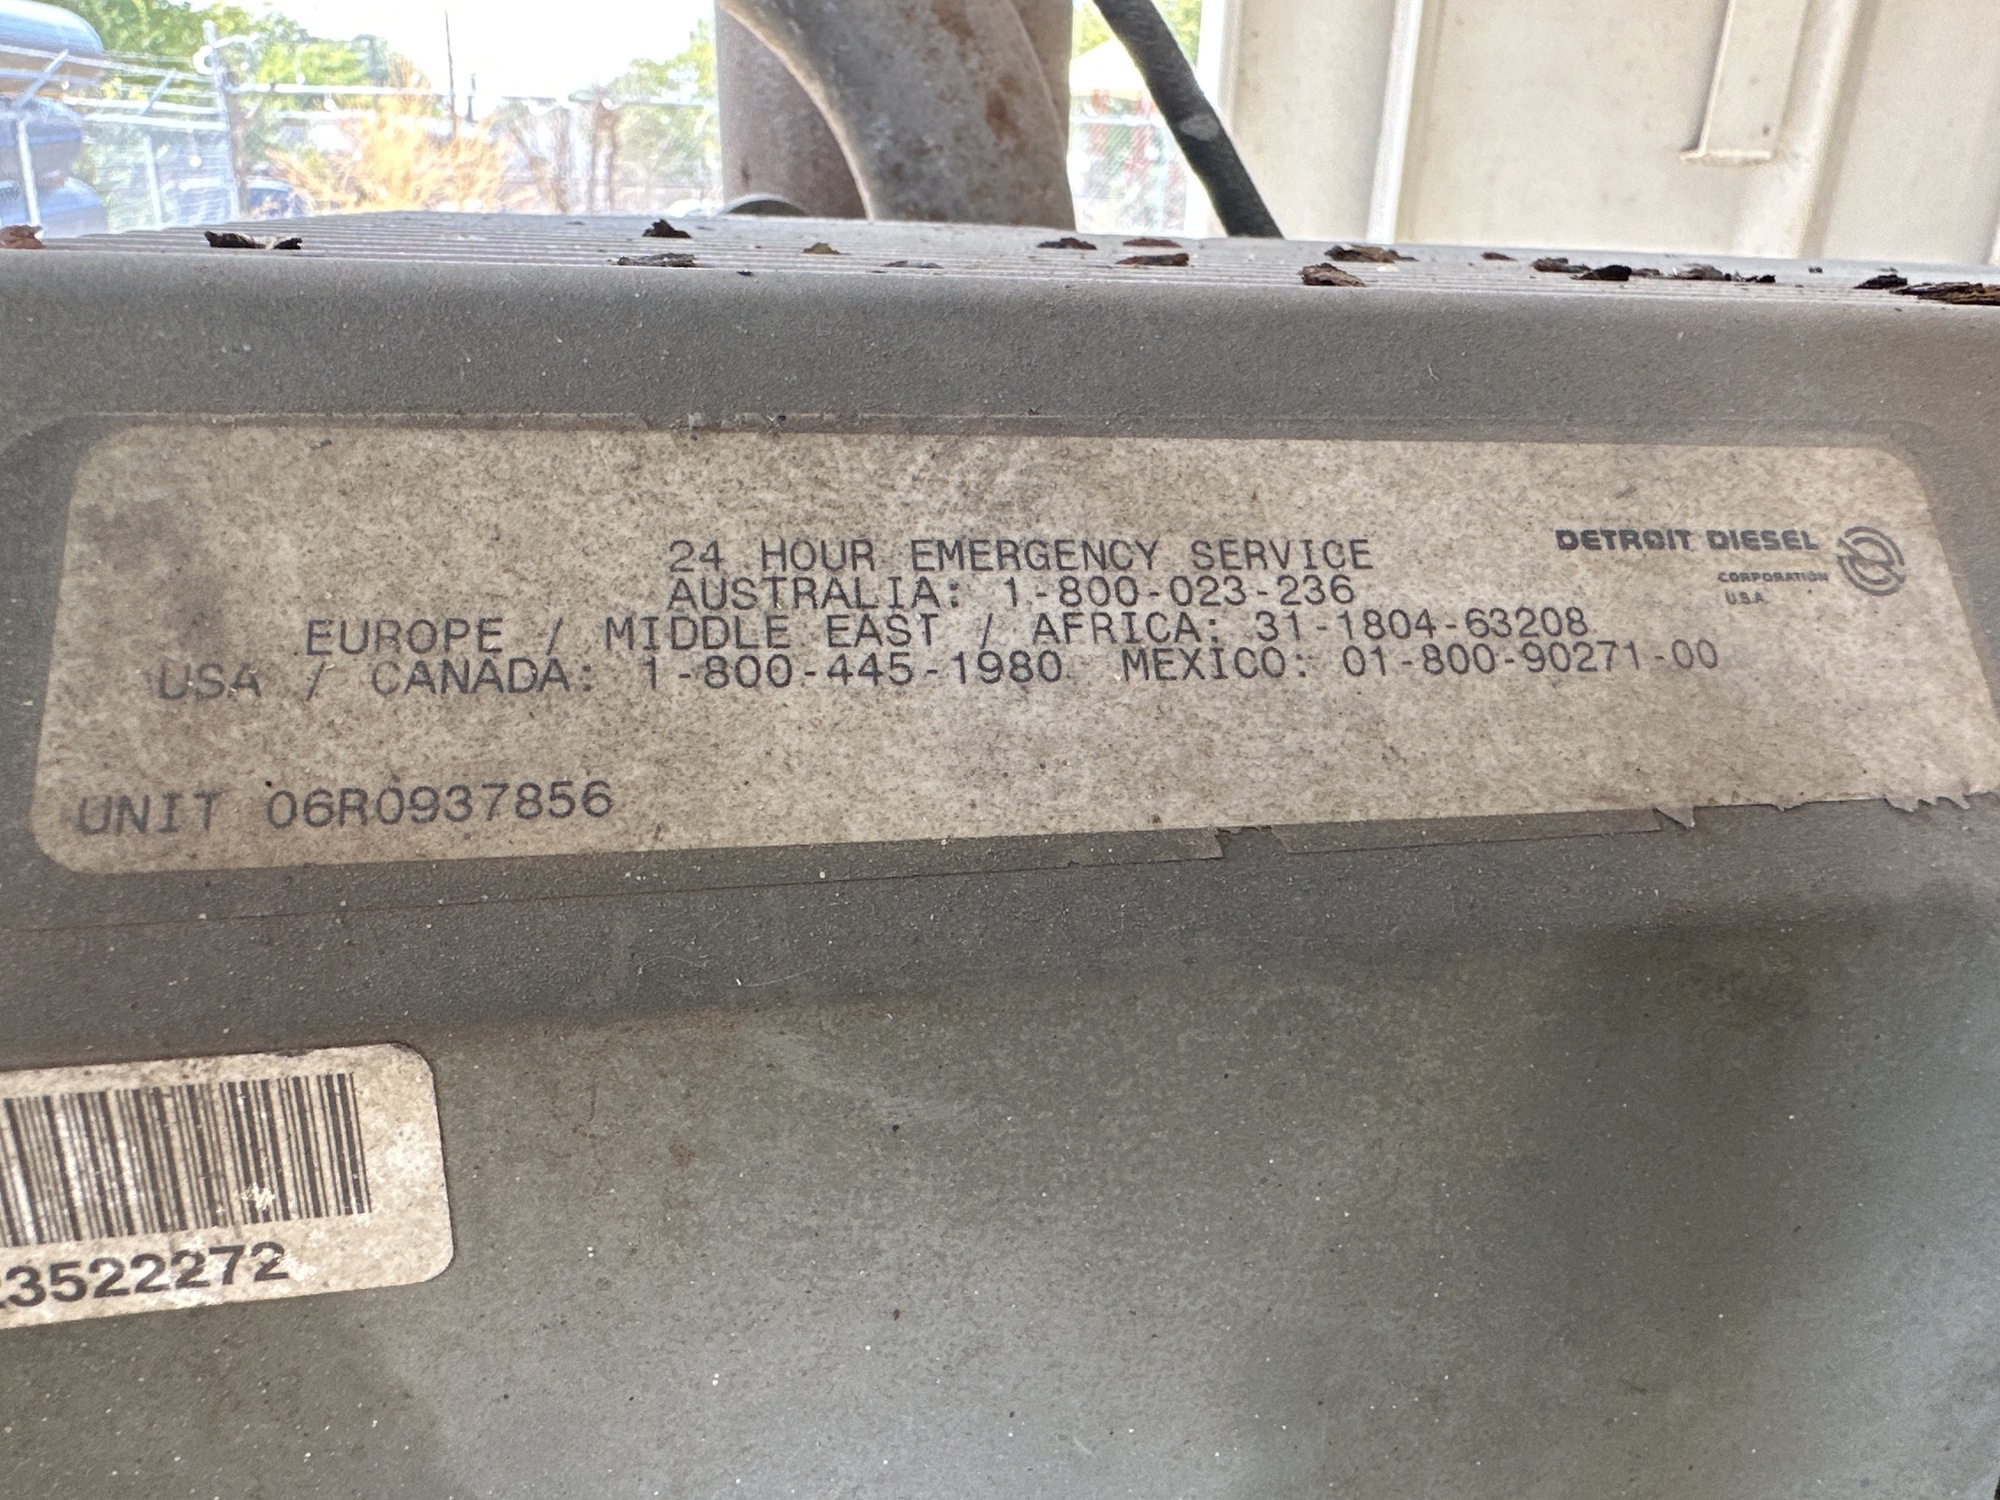 24 HOUR EMERGENCY SERVICE
DETROIT DIESEL
CORPORATION
U.S.A.
AUSTRALIA: 1-800-023-236
EUROPE / MIDDLE EAST / AFRICA: 31-1804-63208
USA / CANADA: 1-800-445-1980 MEXICO: 01-800-90271-00
UNIT 06R0937856
3522272